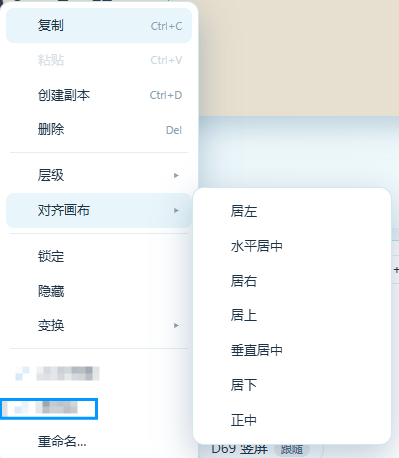 复制 Ctrl+C
粘贴 Ctrl+V
创建副本 Ctrl+D
删除 Del
层级
对齐画布
居左
水平居中
居右
居上
垂直居中
居下
正中
锁定
隐藏
变换
重命名...
D69 竖屏 跟随